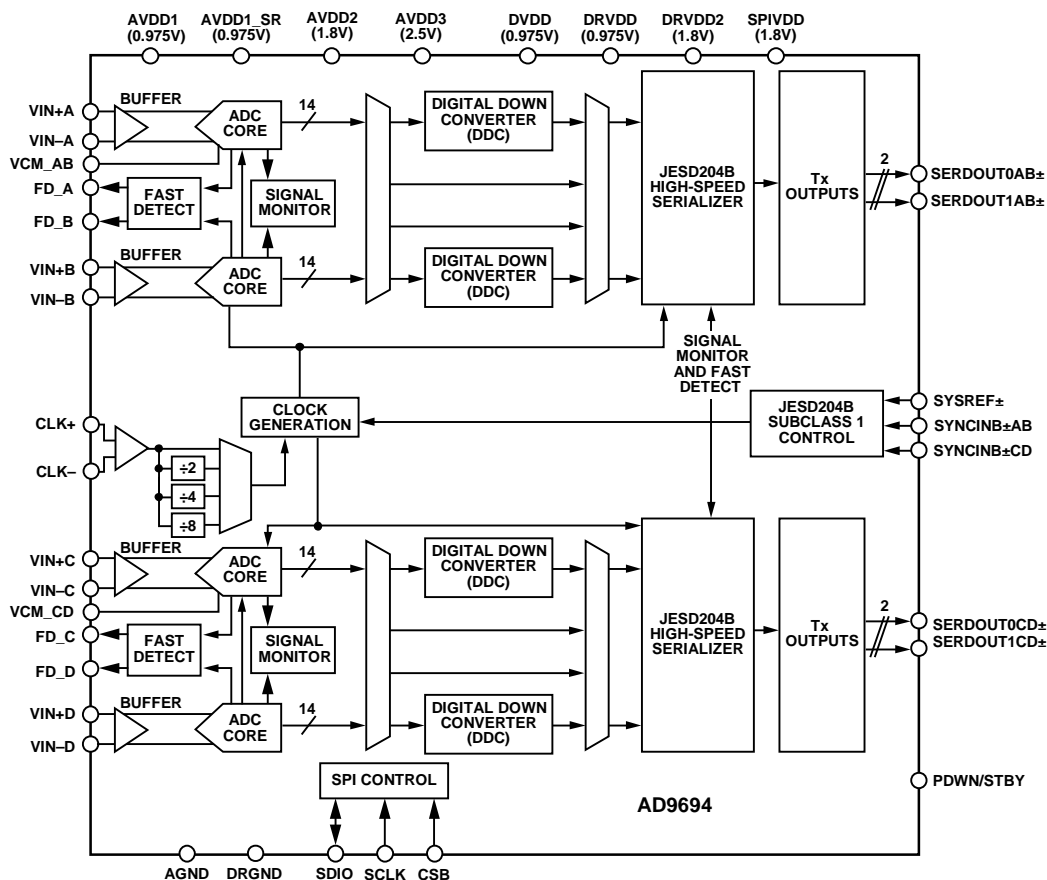 AVDD1
(0.975V)
AVDD1_SR
(0.975V)
AVDD2
(1.8V)
AVDD3
(2.5V)
DVDD
(0.975V)
DRVDD
(0.975V)
DRVDD2
(1.8V)
SPIVDD
(1.8V)
VIN+A
VIN–A
VCM_AB
FD_A
FD_B
VIN+B
VIN–B
BUFFER
ADC
CORE
14
FAST
DETECT
SIGNAL
MONITOR
BUFFER
ADC
CORE
14
DIGITAL DOWN
CONVERTER
(DDC)
DIGITAL DOWN
CONVERTER
(DDC)
JESD204B
HIGH-SPEED
SERIALIZER
Tx
OUTPUTS
2
SERDOUT0AB±
SERDOUT1AB±
SIGNAL
MONITOR
AND FAST
DETECT
CLK+
CLK–
÷2
÷4
÷8
CLOCK
GENERATION
JESD204B
SUBCLASS 1
CONTROL
SYSREF±
SYNCINB±AB
SYNCINB±CD
VIN+C
VIN–C
VCM_CD
FD_C
FD_D
VIN+D
VIN–D
BUFFER
ADC
CORE
14
FAST
DETECT
SIGNAL
MONITOR
BUFFER
ADC
CORE
14
DIGITAL DOWN
CONVERTER
(DDC)
DIGITAL DOWN
CONVERTER
(DDC)
JESD204B
HIGH-SPEED
SERIALIZER
Tx
OUTPUTS
2
SERDOUT0CD±
SERDOUT1CD±
SPI CONTROL
AD9694
PDWN/STBY
AGND
DRGND
SDIO
SCLK
CSB